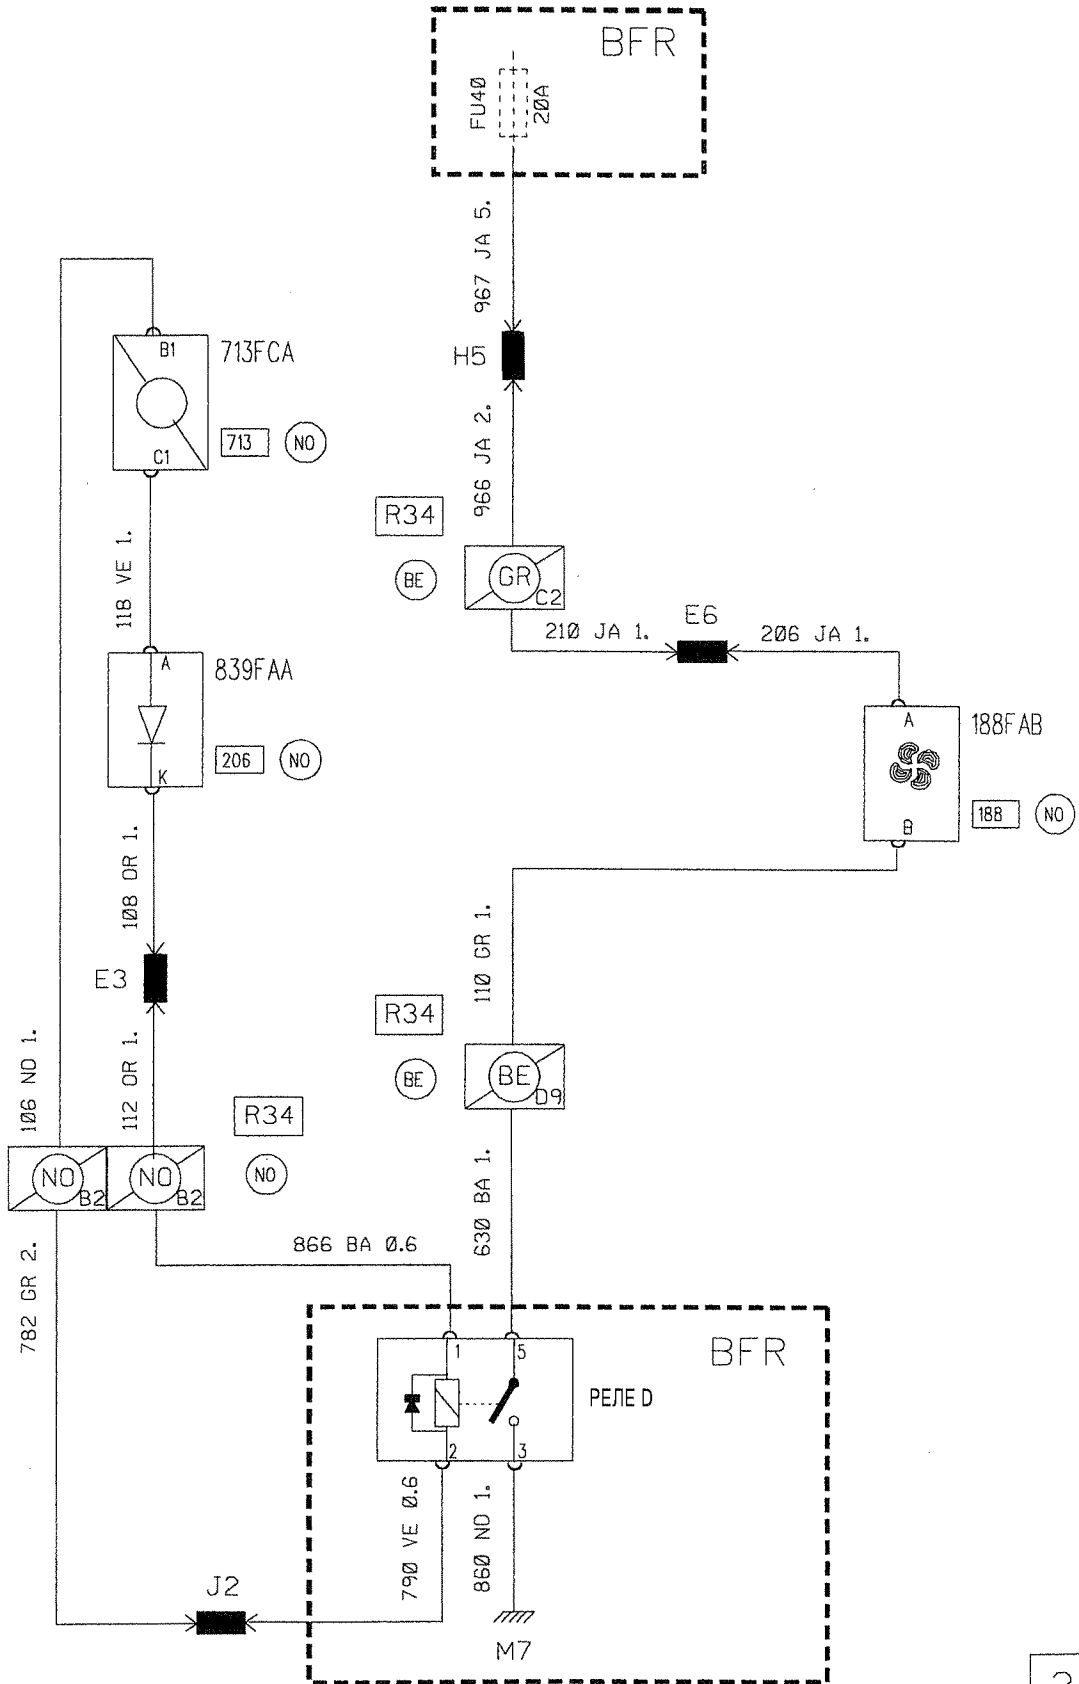 BFR
FU40
20A
967 JA 5.
H5
966 JA 2.
R34
BE
GR
C2
210 JA 1.
E6
206 JA 1.
A
188FAB
188
NO
B
110 GR 1.
R34
BE
BE
D9
630 BA 1.
B1
713FCA
713
NO
C1
118 VE 1.
A
839FAA
206
NO
K
108 OR 1.
E3
112 OR 1.
106 NO 1.
R34
NO
NO
B2
NO
B2
866 BA 0.6
782 GR 2.
BFR
1
5
РЕЛЕ D
2
3
790 VE 0.6
860 NO 1.
J2
M7